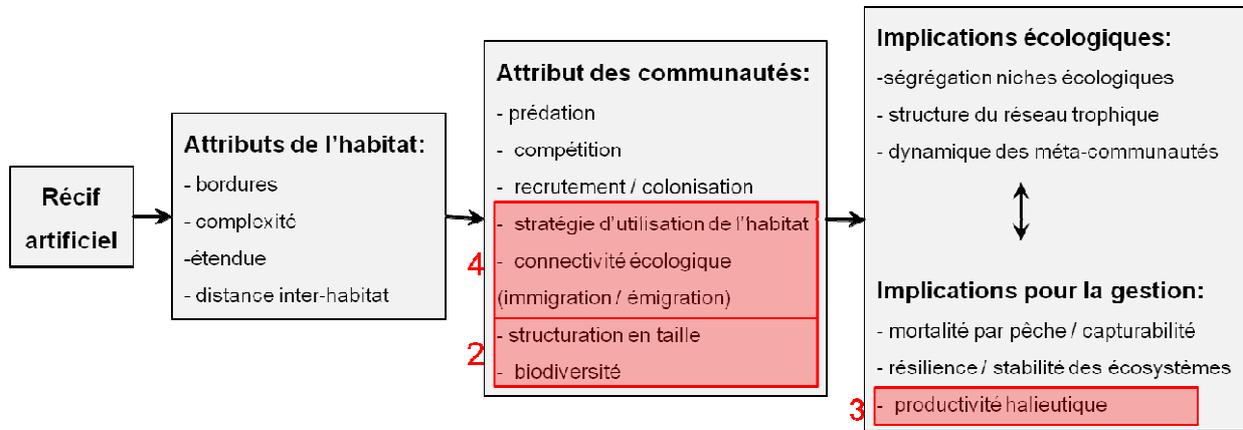 Récif
artificiel
Attributs de l'habitat:
- bordures
- complexité
-étendue
- distance inter-habitat
Attribut des communautés:
- prédation
- compétition
- recrutement / colonisation
- stratégie d'utilisation de l'habitat
4
- connectivité écologique
(immigration / émigration)
- structuration en taille
2
- biodiversité
Implications écologiques:
-ségrégation niches écologiques
- structure du réseau trophique
- dynamique des méta-communautés
Implications pour la gestion:
- mortalité par pêche / capturabilité
- résilience / stabilité des écosystèmes
3
- productivité halieutique